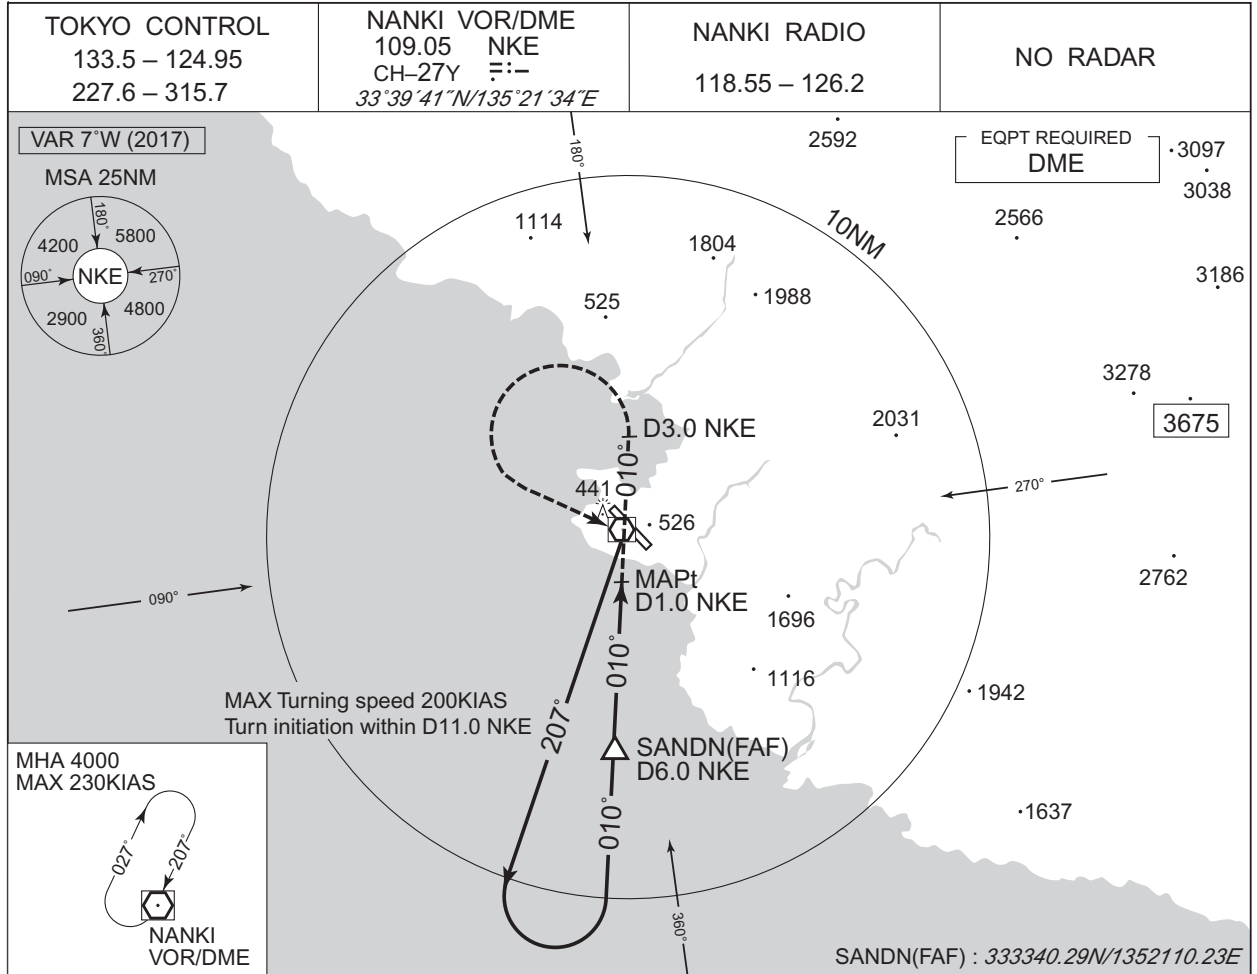 TOKYO CONTROL
133.5 – 124.95
227.6 – 315.7
NANKI VOR/DME
109.05 NKE
CH–27Y
33°39´41˝N/135°21´34˝E
NANKI RADIO
118.55 – 126.2
NO RADAR
VAR 7°W (2017)
MSA 25NM
180°
4200
5800
090°
NKE
270°
2900
4800
360°
180°
2592
EQPT REQUIRED
DME
3097
3038
1114
1804
10NM
2566
525
1988
3186
3278
3675
D3.0 NKE
2031
010°
441
526
270°
MAPt
D1.0 NKE
2762
090°
1696
010°
1116
1942
MAX Turning speed 200KIAS
Turn initiation within D11.0 NKE
207°
SANDN(FAF)
D6.0 NKE
MHA 4000
MAX 230KIAS
010°
1637
027°
207°
360°
NANKI
VOR/DME
SANDN(FAF) : 333340.29N/1352110.23E